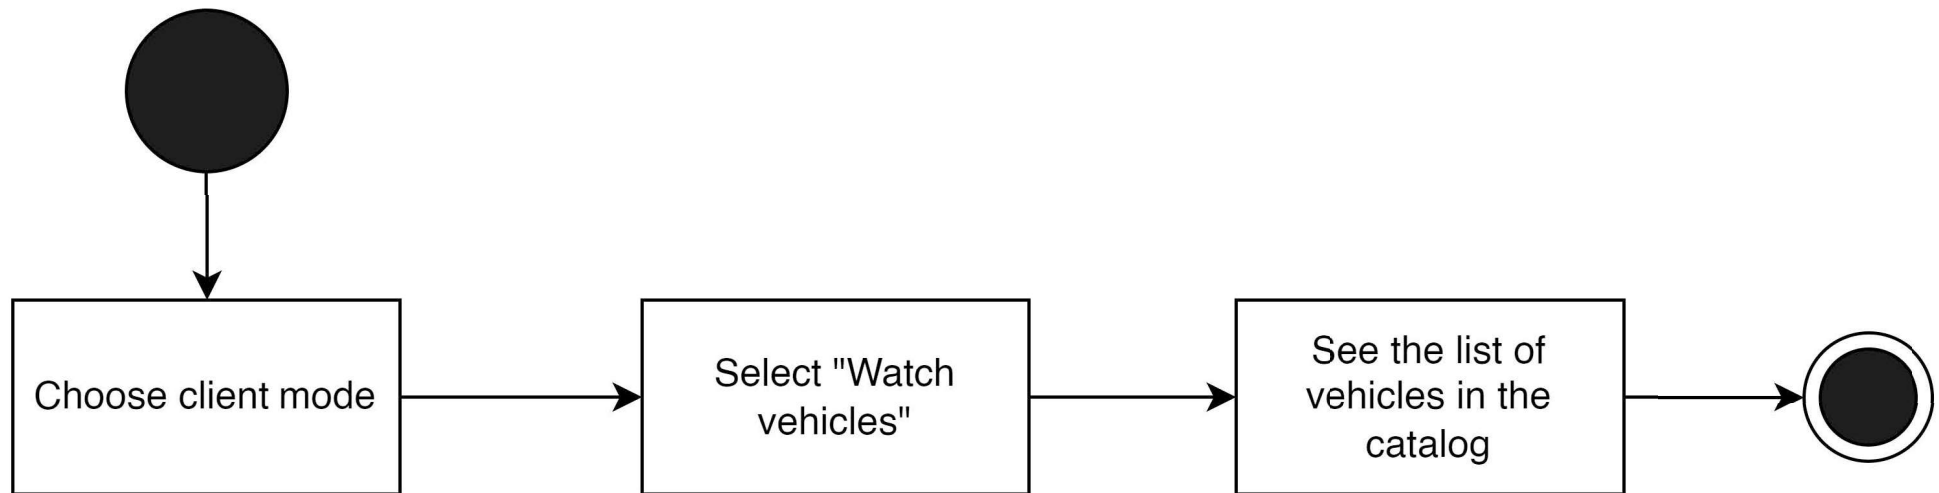 Choose client mode
Select "Watch
vehicles"
See the list of
vehicles in the
catalog